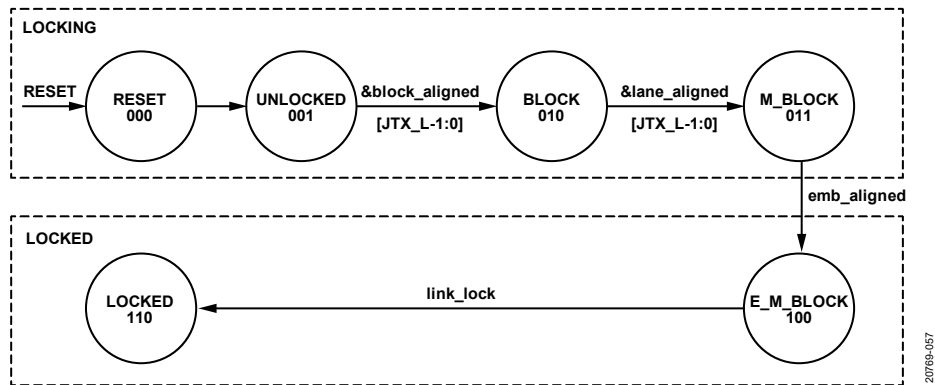 LOCKING
RESET
RESET
000
UNLOCKED
001
&block_aligned
[JTX_L-1:0]
BLOCK
010
&lane_aligned
[JTX_L-1:0]
M_BLOCK
011
emb_aligned
LOCKED
LOCKED
110
link_lock
E_M_BLOCK
100
20769-057